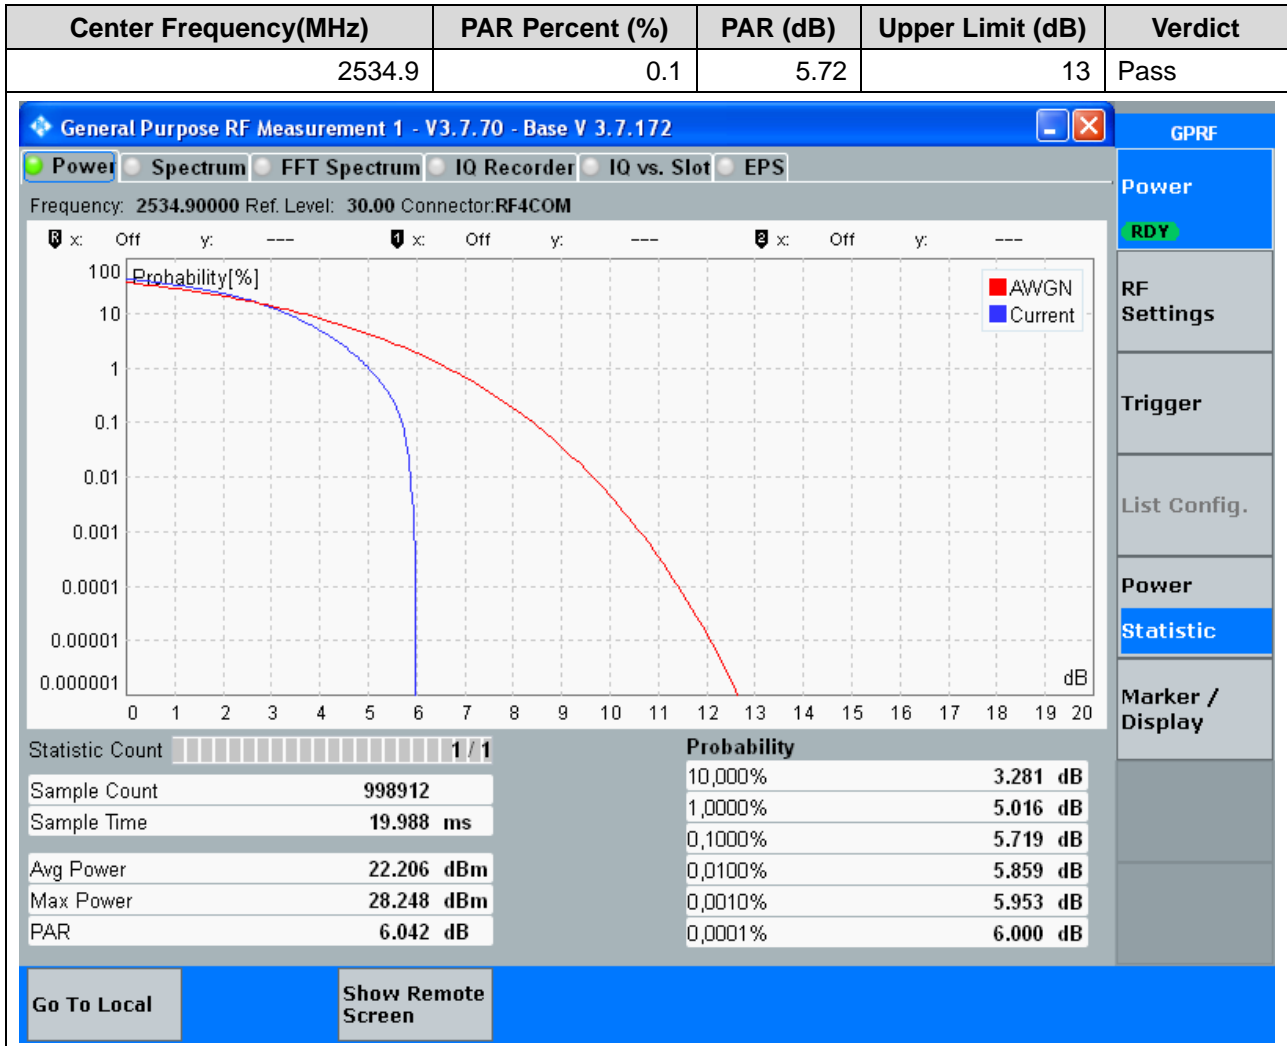 Center Frequency(MHz) PAR Percent (%) PAR (dB) Upper Limit (dB) Verdict
2534.9 0.1 5.72 13 Pass
General Purpose RF Measurement 1 - V3.7.70 - Base V 3.7.172
GPRF
Power Spectrum FFT Spectrum IQ Recorder IQ vs. Slot EPS
Frequency: 2534.90000 Ref. Level: 30.00 Connector:RF4COM
R x: Off y: --- 1 x: Off y: --- 2 x: Off y: ---
Probability[%]
100
10
1
0.1
0.01
0.001
0.0001
0.00001
0.000001
AWGN
Current
dB
0 1 2 3 4 5 6 7 8 9 10 11 12 13 14 15 16 17 18 19 20
Power
RDY
RF
Settings
Trigger
List Config.
Power
Statistic
Marker /
Display
Statistic Count 1 / 1
Sample Count 998912
Sample Time 19.988 ms
Avg Power 22.206 dBm
Max Power 28.248 dBm
PAR 6.042 dB
Probability
10,000% 3.281 dB
1,0000% 5.016 dB
0,1000% 5.719 dB
0,0100% 5.859 dB
0,0010% 5.953 dB
0,0001% 6.000 dB
Go To Local
Show Remote
Screen